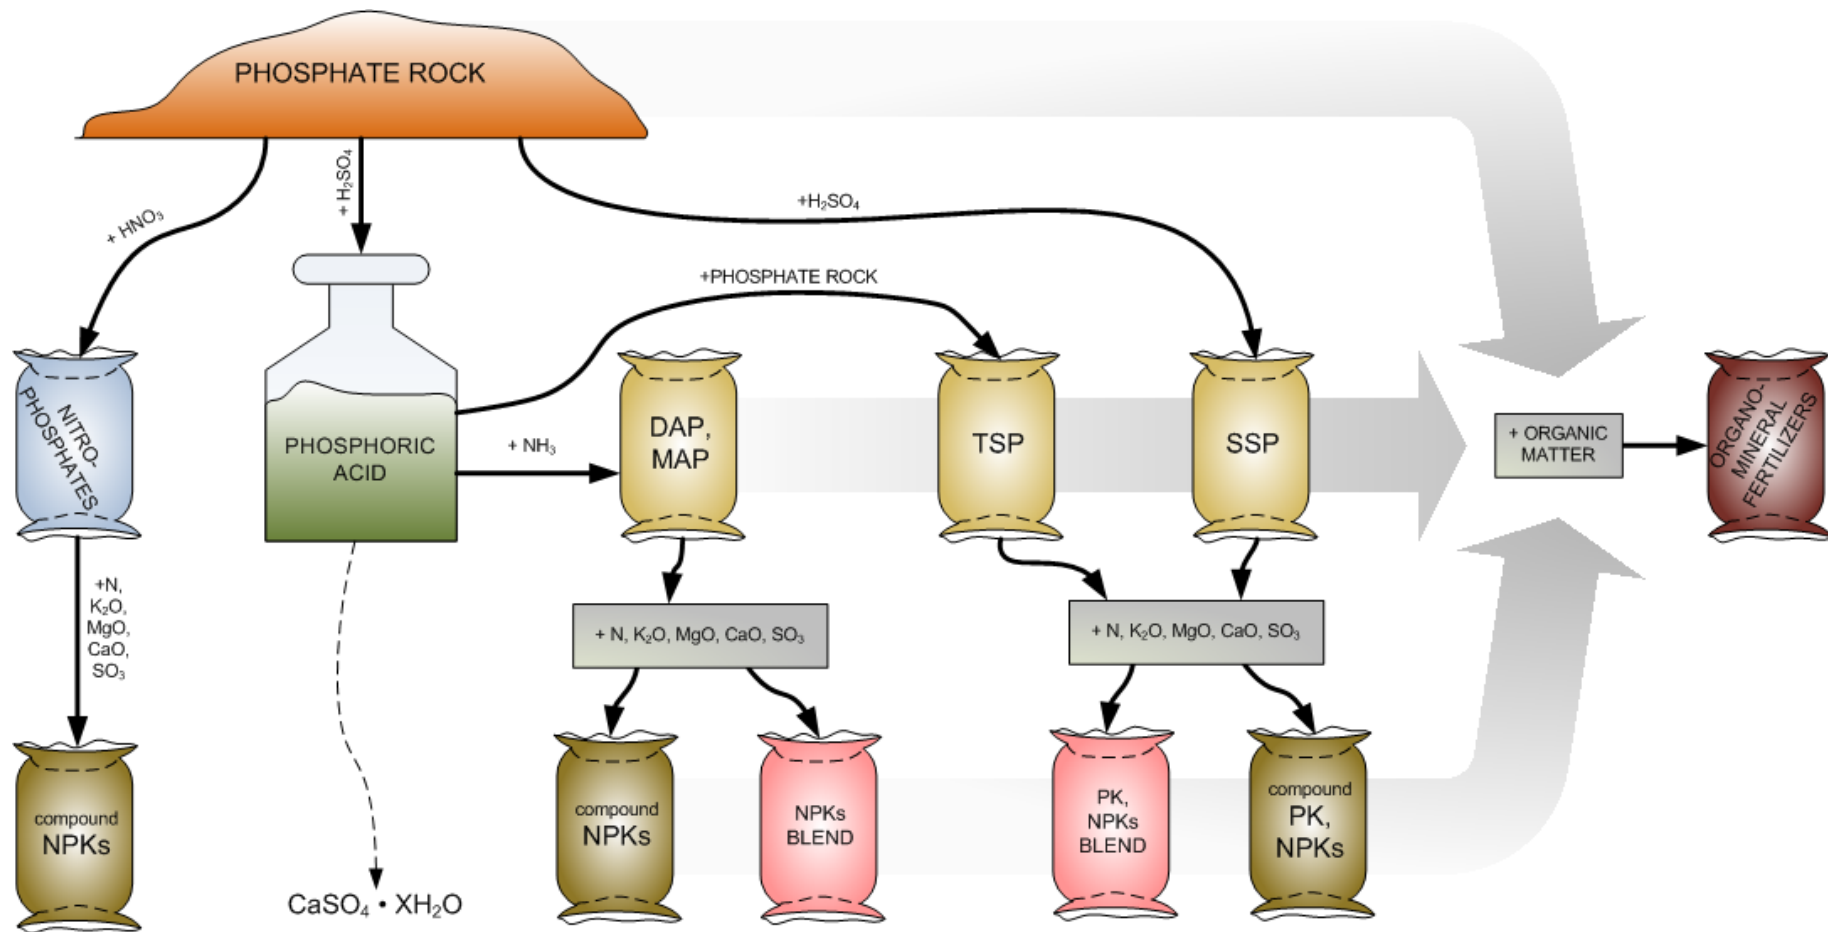 PHOSPHATE ROCK
+ HNO₃
+ H₂SO₄
+H₂SO₄
+PHOSPHATE ROCK
NITRO-
PHOSPHATES
PHOSPHORIC
ACID
+ NH₃
DAP,
MAP
TSP
SSP
+ ORGANIC
MATTER
ORGANO-
MINERAL
FERTILIZERS
+N,
K₂O,
MgO,
CaO,
SO₃
+ N, K₂O, MgO, CaO, SO₃
+ N, K₂O, MgO, CaO, SO₃
compound
NPKs
CaSO₄ • XH₂O
compound
NPKs
NPKs
BLEND
PK,
NPKs
BLEND
compound
PK,
NPKs